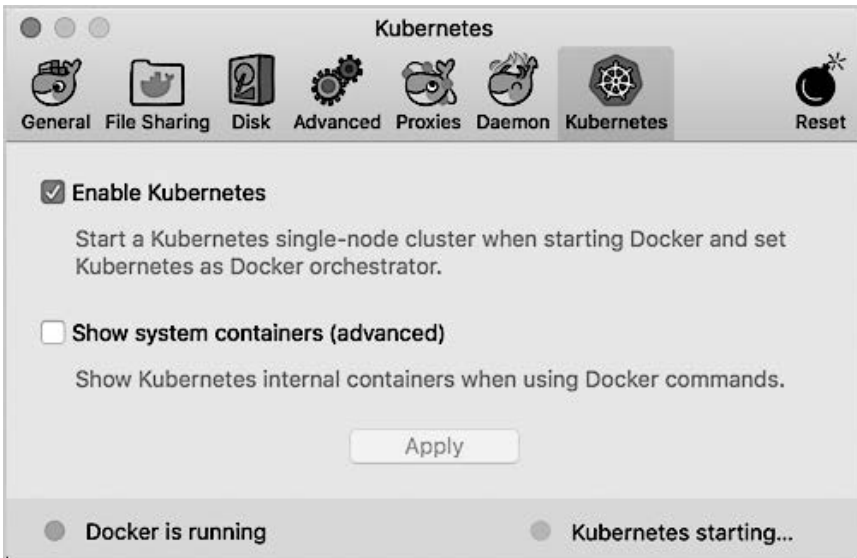 Kubernetes
General File Sharing Disk Advanced Proxies Daemon Kubernetes Reset
Enable Kubernetes
Start a Kubernetes single-node cluster when starting Docker and set
Kubernetes as Docker orchestrator.
Show system containers (advanced)
Show Kubernetes internal containers when using Docker commands.
Apply
Docker is running Kubernetes starting...